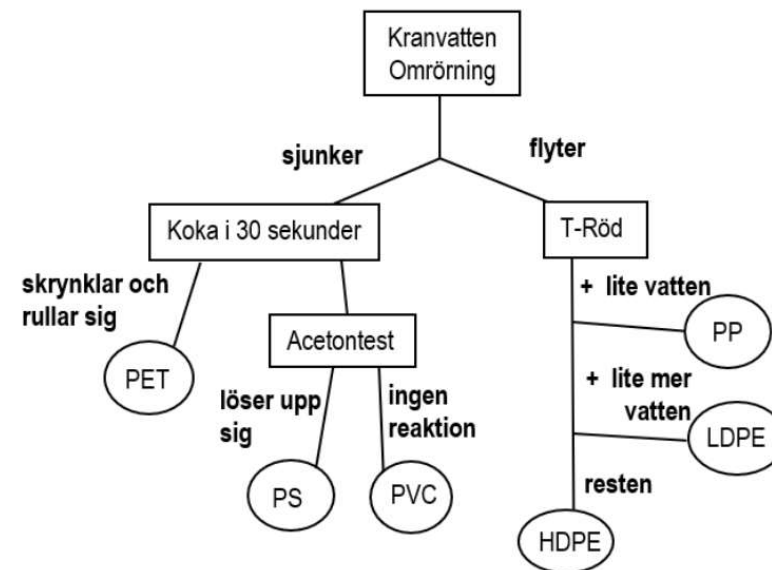 Kranvatten
Omrörning
sjunker
flyter
Koka i 30 sekunder
T-Röd
skrynklar och
rullar sig
+ lite vatten
Acetontest
PP
PET
löser upp
sig
ingen
reaktion
+ lite mer
vatten
LDPE
PS
PVC
resten
HDPE